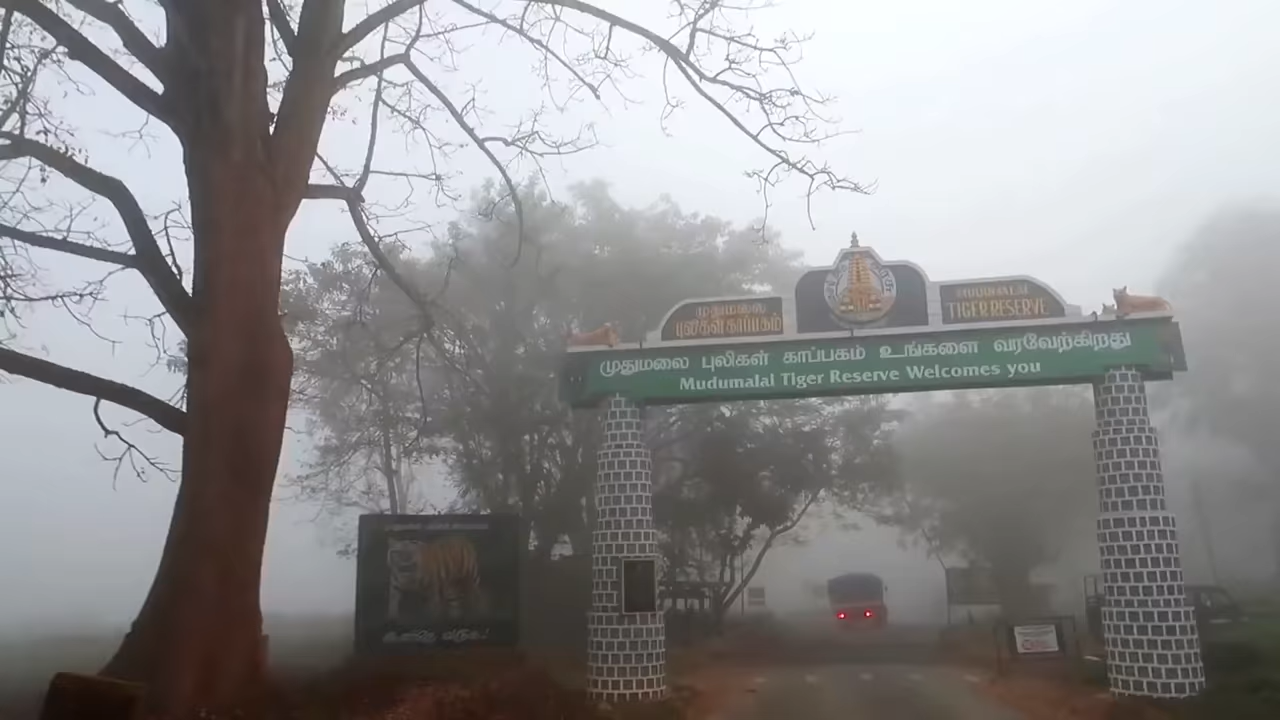 முதுமலை
புலிகள் காப்பகம்
MUDUMALAI
TIGER RESERVE
முதுமலை புலிகள் காப்பகம் உங்களை வரவேற்கிறது
Mudumalai Tiger Reserve Welcomes you